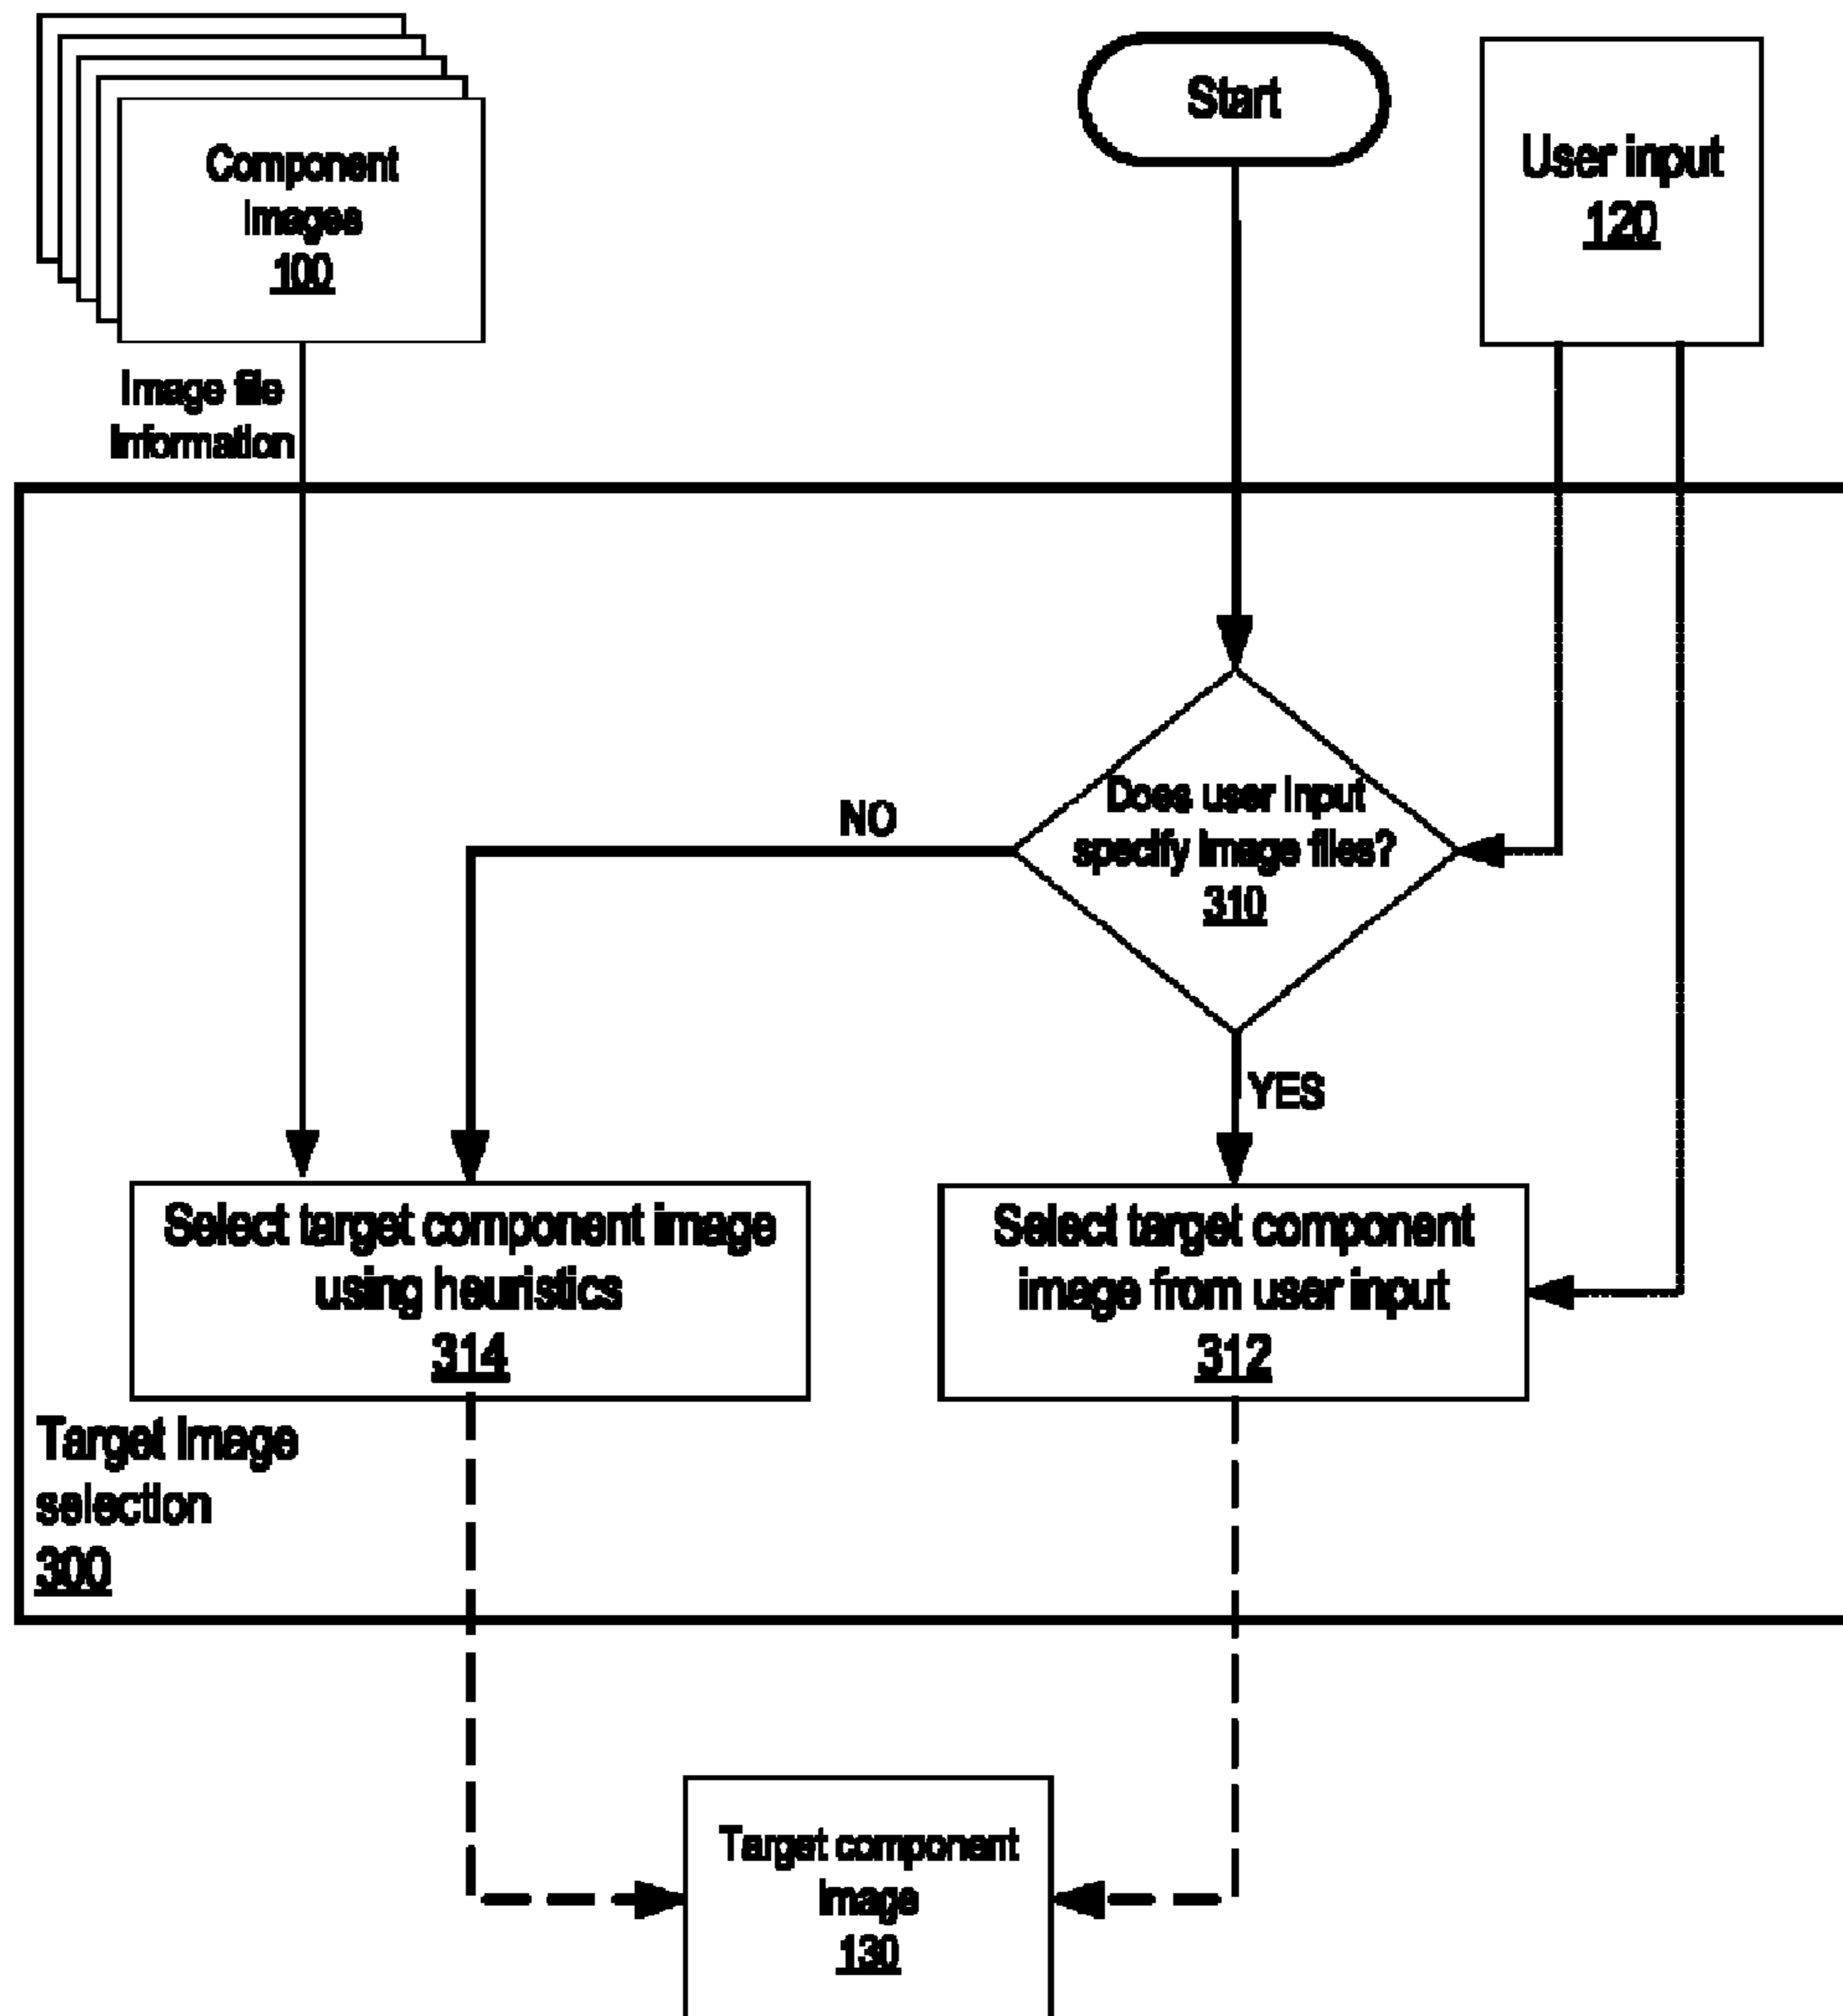 Component
Images
100
Start
User input
120
Image file
Information
Does user Input
specify Image files?
310
NO
YES
Select target component image
using heuristics
314
Select target component
image from user input
312
Target Image
selection
300
Target component
Image
130